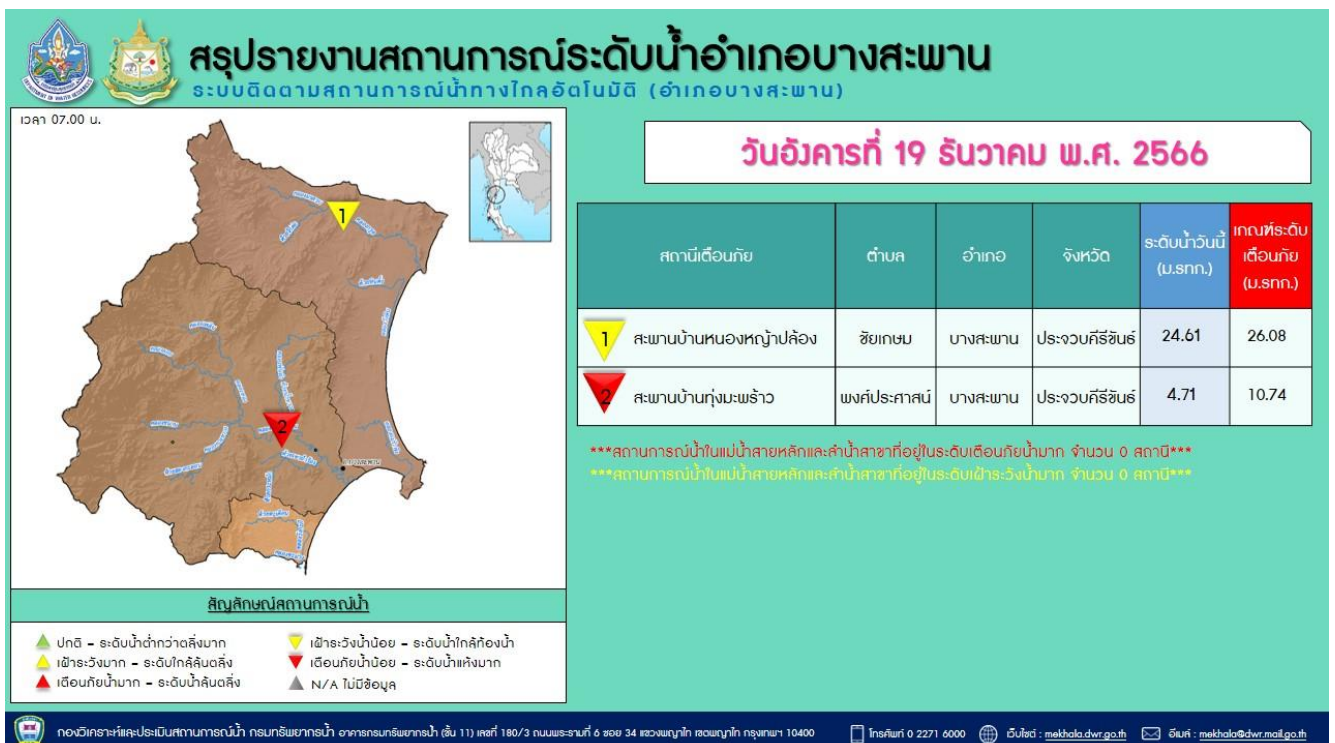 สรุปรายงานสถานการณ์ระดับน้ำอำเภอบางสะพาน
ระบบติดตามสถานการณ์น้ำทางไกลอัตโนมัติ (อำเภอบางสะพาน)
เวลา 07.00 น.
1
2
วันอังคารที่ 19 ธันวาคม พ.ศ. 2566
สถานีเตือนภัย ตำบล อำเภอ จังหวัด ระดับน้ำวันนี้ (ม.รทก.) เกณฑ์ระดับเตือนภัย (ม.รทก.)
1 สะพานบ้านหนองหญ้าปล้อง ชัยเกษม บางสะพาน ประจวบคีรีขันธ์ 24.61 26.08
2 สะพานบ้านทุ่งมะพร้าว พงศ์ประศาสน์ บางสะพาน ประจวบคีรีขันธ์ 4.71 10.74
***สถานการณ์น้ำในแม่น้ำสายหลักและลำน้ำสาขาที่อยู่ในระดับเตือนภัยน้ำมาก จำนวน 0 สถานี***
***สถานการณ์น้ำในแม่น้ำสายหลักและลำน้ำสาขาที่อยู่ในระดับเฝ้าระวังน้ำมาก จำนวน 0 สถานี***
สัญลักษณ์สถานการณ์น้ำ
ปกติ – ระดับน้ำต่ำกว่าตลิ่งมาก
เฝ้าระวังมาก – ระดับใกล้ล้นตลิ่ง
เตือนภัยน้ำมาก – ระดับน้ำล้นตลิ่ง
เฝ้าระวังน้ำน้อย – ระดับน้ำใกล้ท้องน้ำ
เตือนภัยน้ำน้อย – ระดับน้ำแห้งมาก
N/A ไม่มีข้อมูล
กองวิเคราะห์และประเมินสถานการณ์น้ำ กรมทรัพยากรน้ำ อาคารกรมทรัพยากรน้ำ (ชั้น 11) เลขที่ 180/3 ถนนพระรามที่ 6 ซอย 34 แขวงพญาไท เขตพญาไท กรุงเทพฯ 10400 โทรศัพท์ 0 2271 6000 เว็บไซต์ : mekhala.dwr.go.th อีเมล์ : mekhala@dwr.mail.go.th